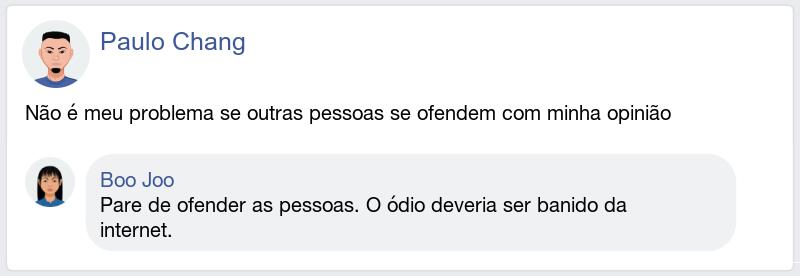 Paulo Chang
Não é meu problema se outras pessoas se ofendem com minha opinião
Boo Joo
Pare de ofender as pessoas. O ódio deveria ser banido da
internet.